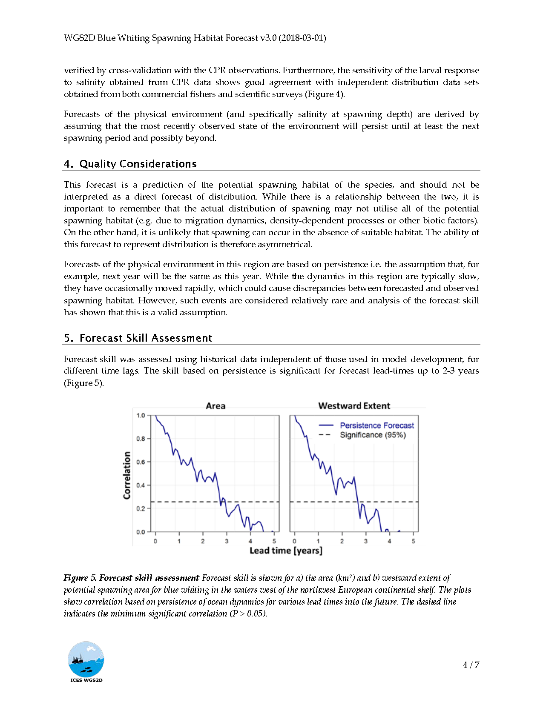 WGS2D Blue Whiting Spawning Habitat Forecast v3.0 (2018-03-01)
verified by cross-validation with the CPR observations. Furthermore, the sensitivity of the larval response
to salinity obtained from CPR data shows good agreement with independent distribution data sets
obtained from both commercial fishers and scientific surveys (Figure 4).
Forecasts of the physical environment (and specifically salinity at spawning depth) are derived by
assuming that the most recently observed state of the environment will persist until at least the next
spawning period and possibly beyond.
4. Quality Considerations
This forecast is a prediction of the potential spawning habitat of the species, and should not be
interpreted as a direct forecast of distribution. While there is a relationship between the two, it is
important to remember that the actual distribution of spawning may not utilise all of the potential
spawning habitat (e.g. due to migration dynamics, density-dependent processes or other biotic factors).
On the other hand, it is unlikely that spawning can occur in the absence of suitable habitat. The ability of
this forecast to represent distribution is therefore asymmetrical.
Forecasts of the physical environment in this region are based on persistence i.e. the assumption that, for
example, next year will be the same as this year. While the dynamics in this region are typically slow,
they have occasionally moved rapidly, which could cause discrepancies between forecasted and observed
spawning habitat. However, such events are considered relatively rare and analysis of the forecast skill
has shown that this is a valid assumption.
5. Forecast Skill Assessment
Forecast skill was assessed using historical data independent of those used in model development, for
different time lags. The skill based on persistence is significant for forecast lead-times up to 2-3 years
(Figure 5).
Area Westward Extent
Persistence Forecast
Significance (95%)
Correlation
1.0
0.8
0.6
0.4
0.2
0.0
0 1 2 3 4 5 0 1 2 3 4 5
Lead time [years]
Figure 5. Forecast skill assessment Forecast skill is shown for a) the area (km²) and b) westward extent of
potential spawning area for blue whiting in the waters west of the northwest European continental shelf. The plots
show correlation based on persistence of ocean dynamics for various lead times into the future. The dashed line
indicates the minimum significant correlation (P > 0.05).
ICES WGS2D
4 / 7